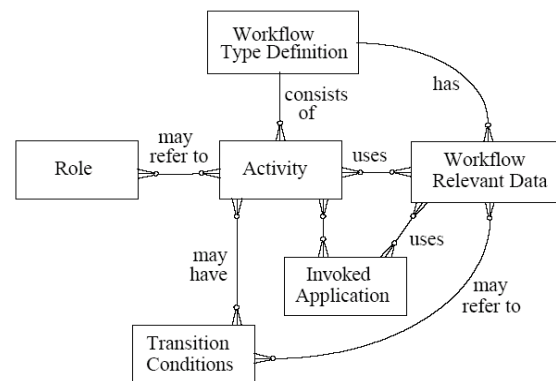 Workflow
Type Definition
consists
of
has
may
refer to
Role
Activity
uses
Workflow
Relevant Data
may
have
Invoked
Application
uses
may
refer to
Transition
Conditions